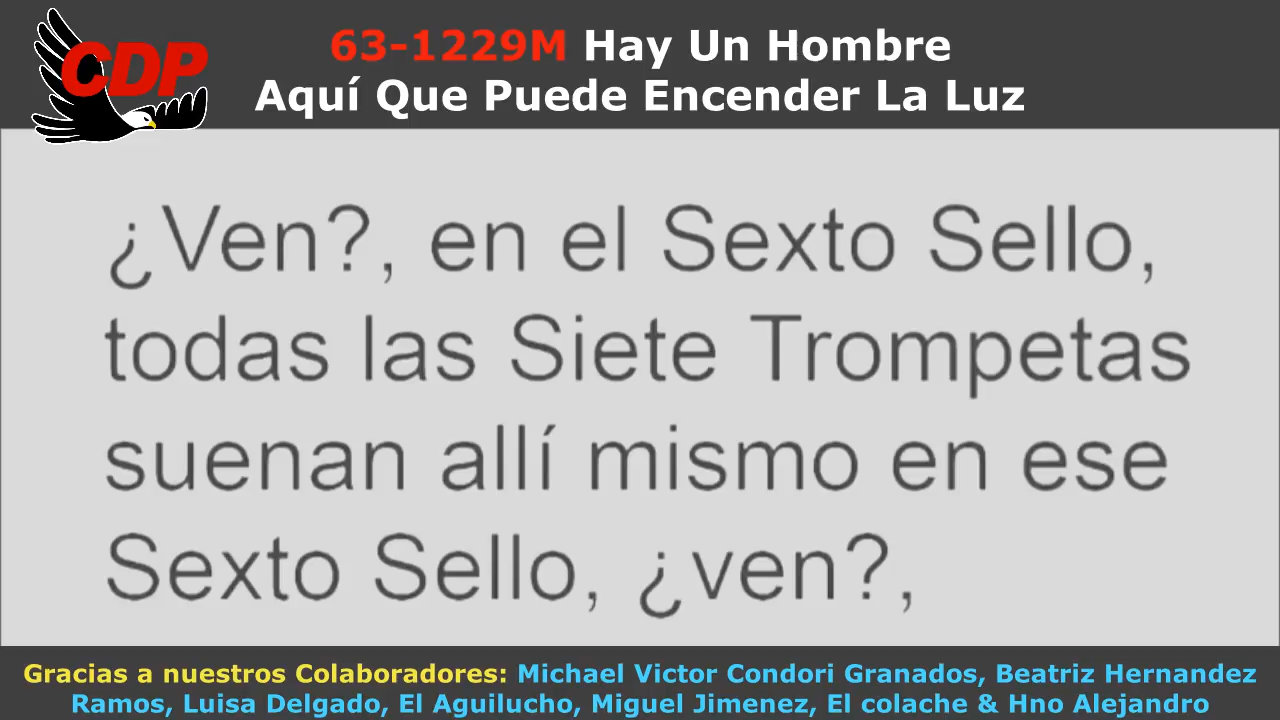 CDP
63-1229M Hay Un Hombre
Aquí Que Puede Encender La Luz
¿Ven?, en el Sexto Sello,
todas las Siete Trompetas
suenan allí mismo en ese
Sexto Sello, ¿ven?,
Gracias a nuestros Colaboradores: Michael Victor Condori Granados, Beatriz Hernandez
Ramos, Luisa Delgado, El Aguilucho, Miguel Jimenez, El colache & Hno Alejandro